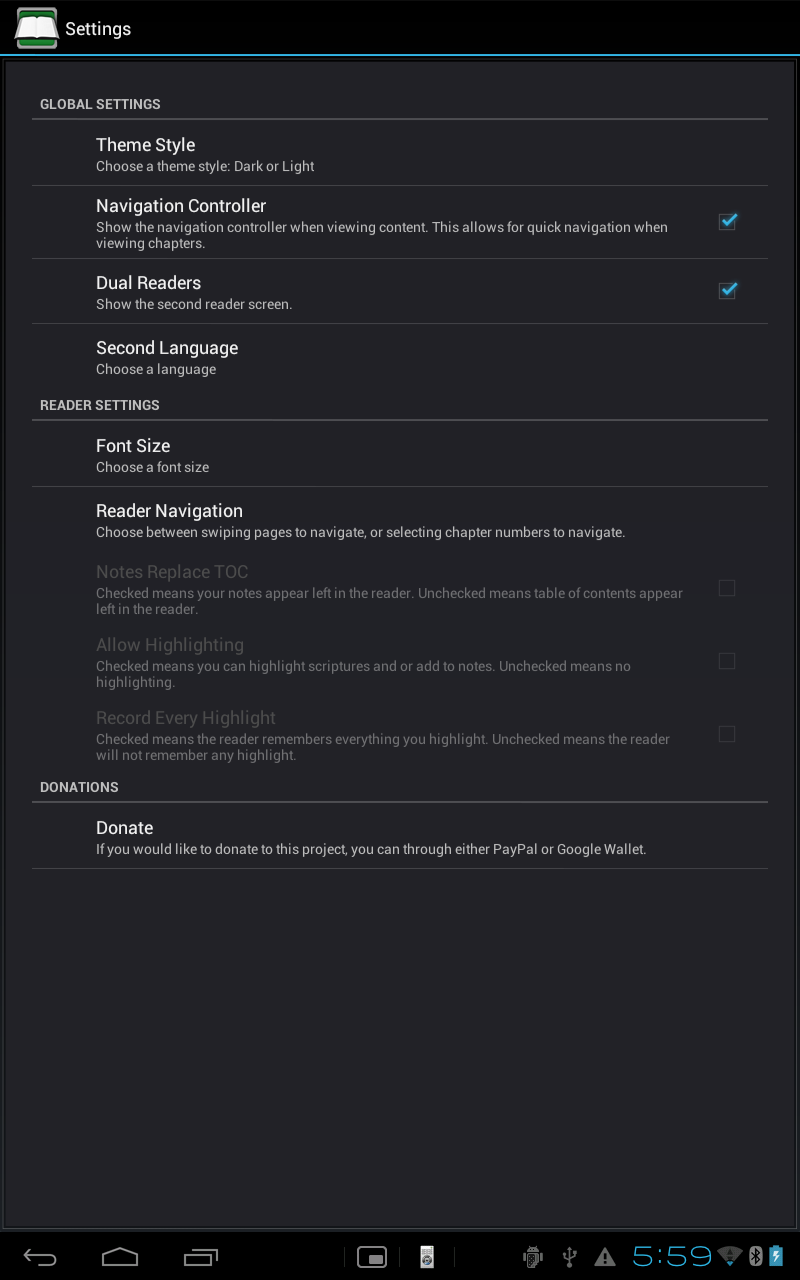 Settings
GLOBAL SETTINGS
Theme Style
Choose a theme style: Dark or Light
Navigation Controller
Show the navigation controller when viewing content. This allows for quick navigation when
viewing chapters.
Dual Readers
Show the second reader screen.
Second Language
Choose a language
READER SETTINGS
Font Size
Choose a font size
Reader Navigation
Choose between swiping pages to navigate, or selecting chapter numbers to navigate.
Notes Replace TOC
Checked means your notes appear left in the reader. Unchecked means table of contents appear
left in the reader.
Allow Highlighting
Checked means you can highlight scriptures and or add to notes. Unchecked means no
highlighting.
Record Every Highlight
Checked means the reader remembers everything you highlight. Unchecked means the reader
will not remember any highlight.
DONATIONS
Donate
If you would like to donate to this project, you can through either PayPal or Google Wallet.
5:59